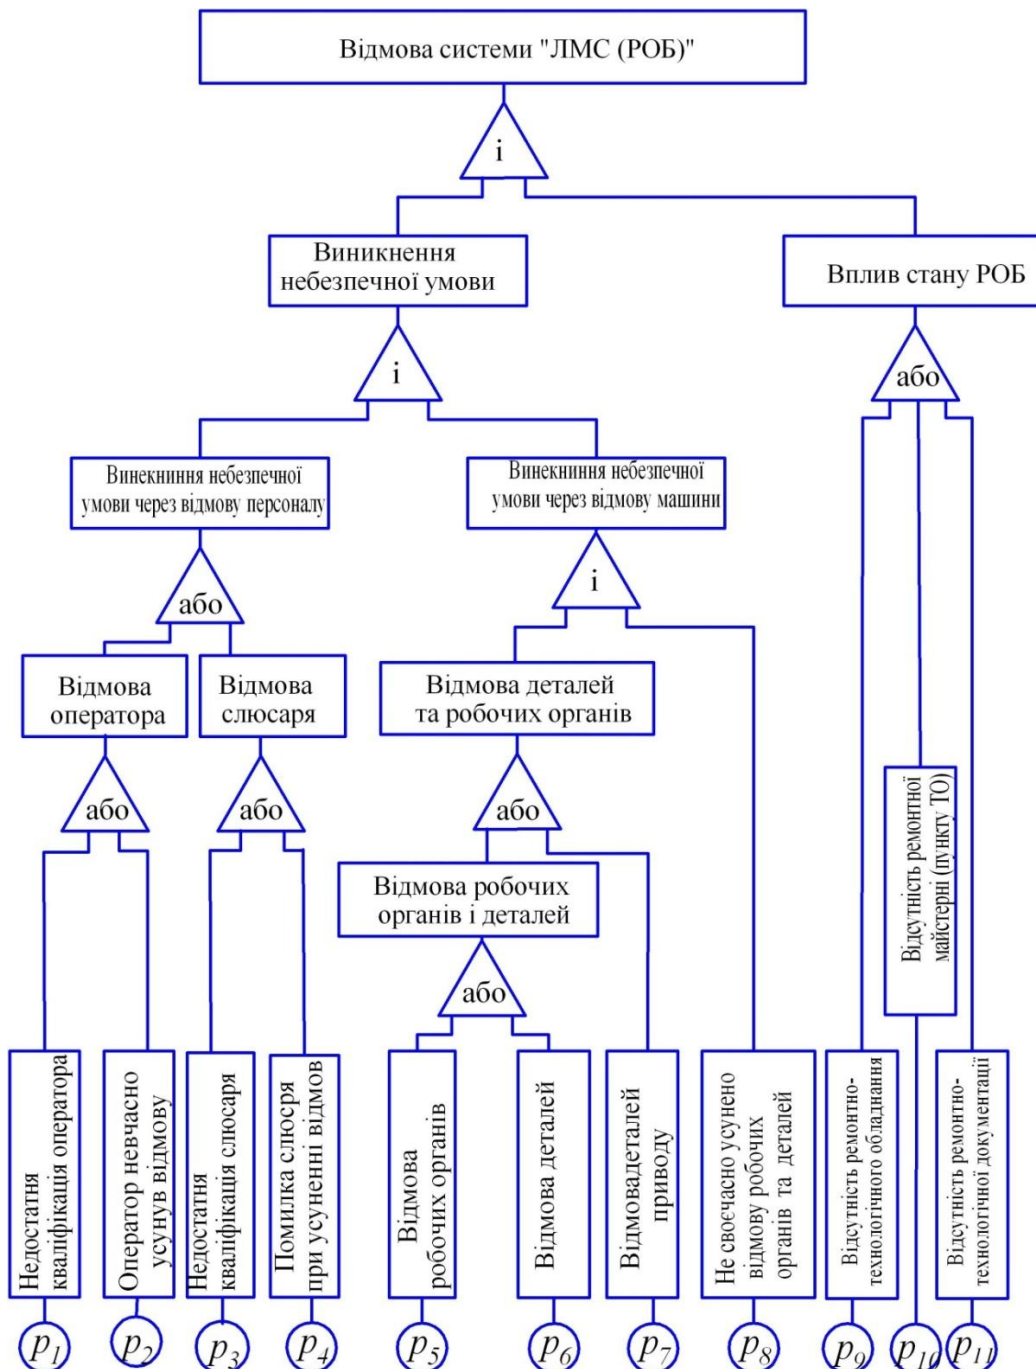 Відмова системи "ЛМС (РОБ)"
і
Виникнення
небезпечної умови
Вплив стану РОБ
і
або
Винекниння небезпечної
умови через відмову персоналу
Винекниння небезпечної
умови через відмову машини
або
і
Відмова
оператора
Відмова
слюсаря
Відмова деталей
та робочих органів
або
або
або
Відмова робочих
органів і деталей
або
Відсутність ремонтної
майстерні (пункту ТО)
Недостатня
кваліфікація оператора
Оператор невчасно
усунув відмову
Недостатня
кваліфікація слюсаря
Помилка слюсря
при усуненні відмов
Відмова
робочих органів
Відмова деталей
Відмовадеталей
приводу
Не своєчасно усунено
відмову робочих
органів та деталей
Відсутність ремонтно-
технологічного обладнання
Відсутність ремонтно-
технологічної документації
p1 p2 p3 p4 p5 p6 p7 p8 p9 p10 p11